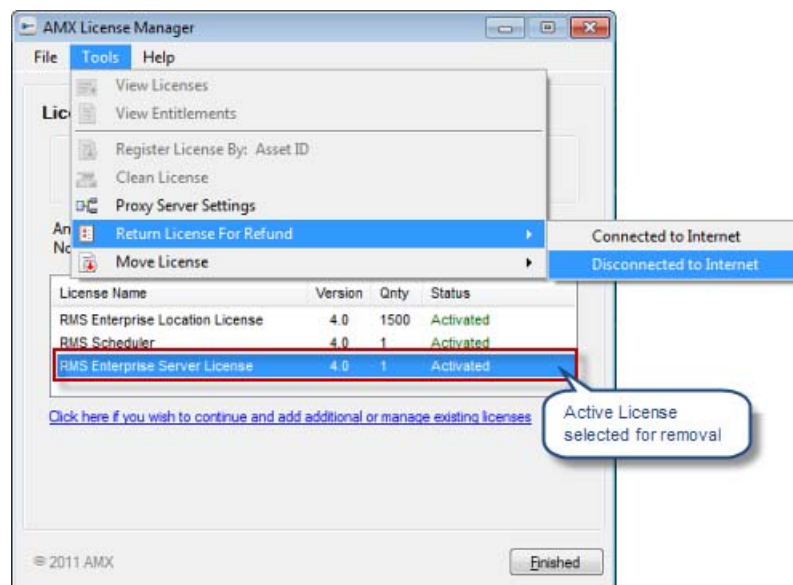 AMX License Manager
File Tools Help
View Licenses
Lic
View Entitlements
Register License By: Asset ID
Clean License
Proxy Server Settings
An
Return License For Refund
Connected to Internet
No
Move License
Disconnected to Internet
License Name Version Qnty Status
RMS Enterprise Location License 4.0 1500 Activated
RMS Scheduler 4.0 1 Activated
RMS Enterprise Server License 4.0 1 Activated
Click here if you wish to continue and add additional or manage existing licenses
Active License
selected for removal
© 2011 AMX
Finished